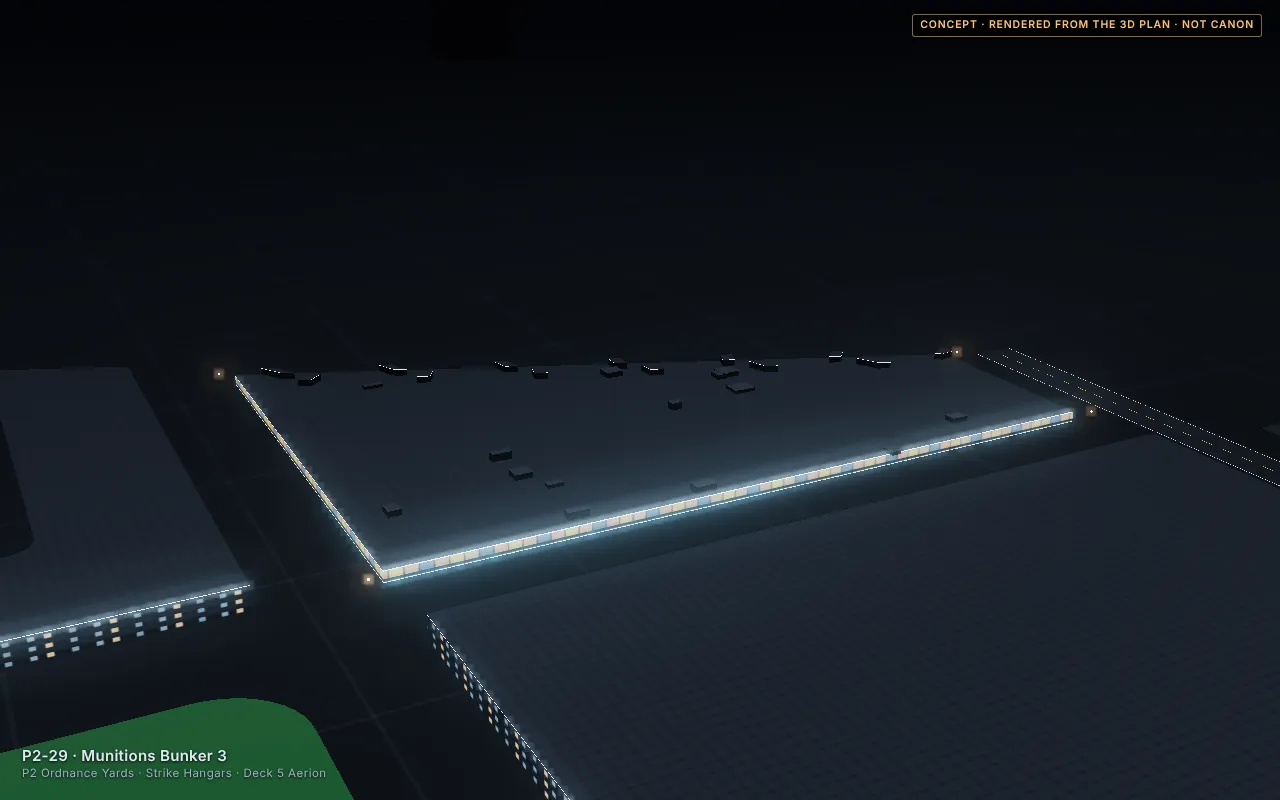 CONCEPT · RENDERED FROM THE 3D PLAN · NOT CANON
P2-29 · Munitions Bunker 3
P2 Ordnance Yards · Strike Hangars · Deck 5 Aerion